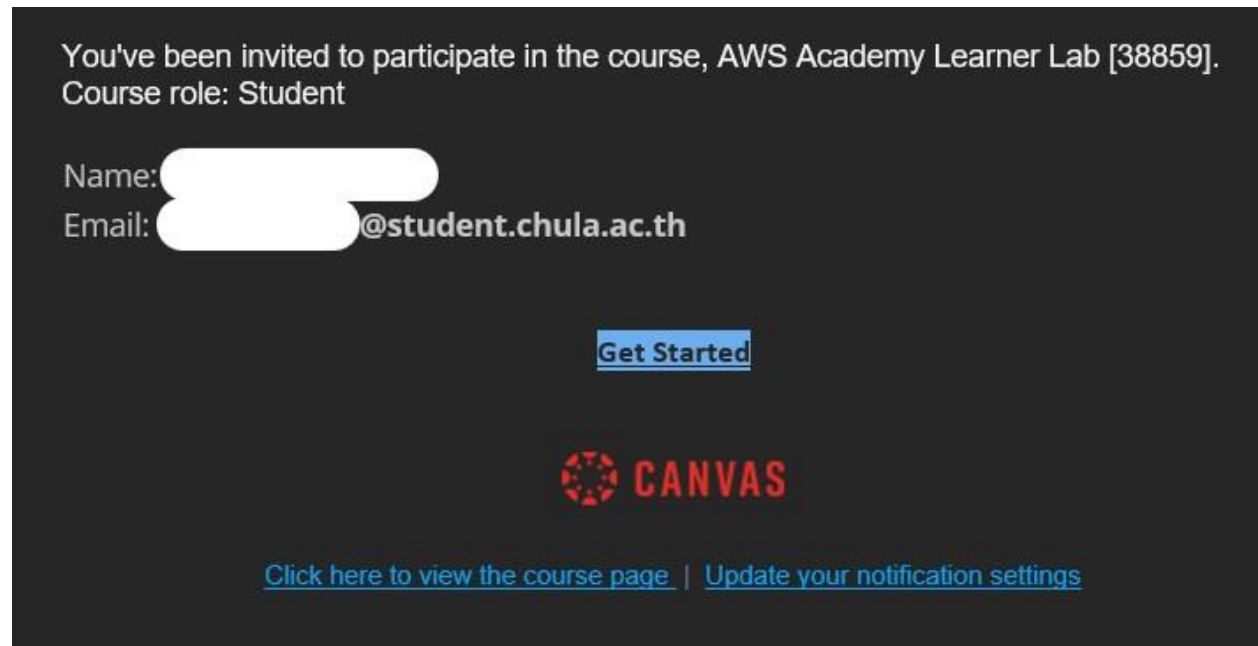 You've been invited to participate in the course, AWS Academy Learner Lab [38859].
Course role: Student
Name:
Email: @student.chula.ac.th
Get Started
CANVAS
Click here to view the course page | Update your notification settings